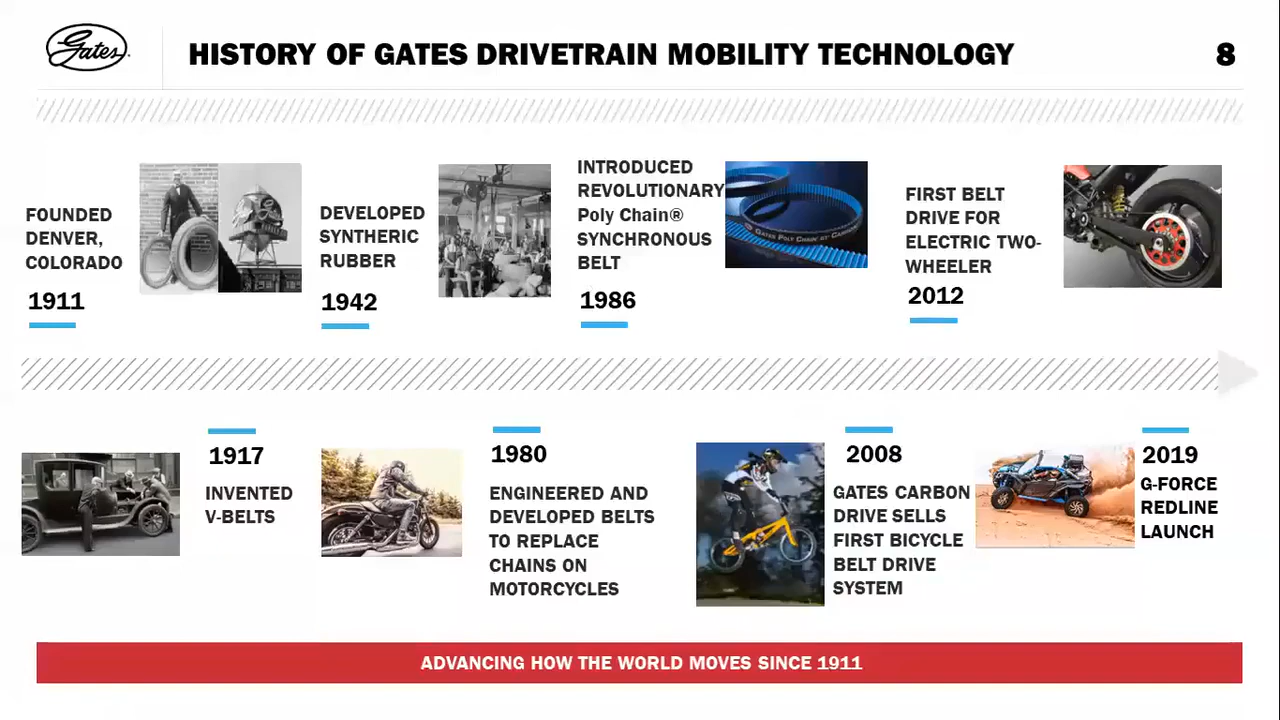 Gates
HISTORY OF GATES DRIVETRAIN MOBILITY TECHNOLOGY
8
FOUNDED
DENVER,
COLORADO
1911
DEVELOPED
SYNTHERIC
RUBBER
1942
INTRODUCED
REVOLUTIONARY
Poly Chain®
SYNCHRONOUS
BELT
1986
GATES POLY CHAIN
FIRST BELT
DRIVE FOR
ELECTRIC TWO-
WHEELER
2012
1917
INVENTED
V-BELTS
1980
ENGINEERED AND
DEVELOPED BELTS
TO REPLACE
CHAINS ON
MOTORCYCLES
2008
GATES CARBON
DRIVE SELLS
FIRST BICYCLE
BELT DRIVE
SYSTEM
2019
G-FORCE
REDLINE
LAUNCH
ADVANCING HOW THE WORLD MOVES SINCE 1911